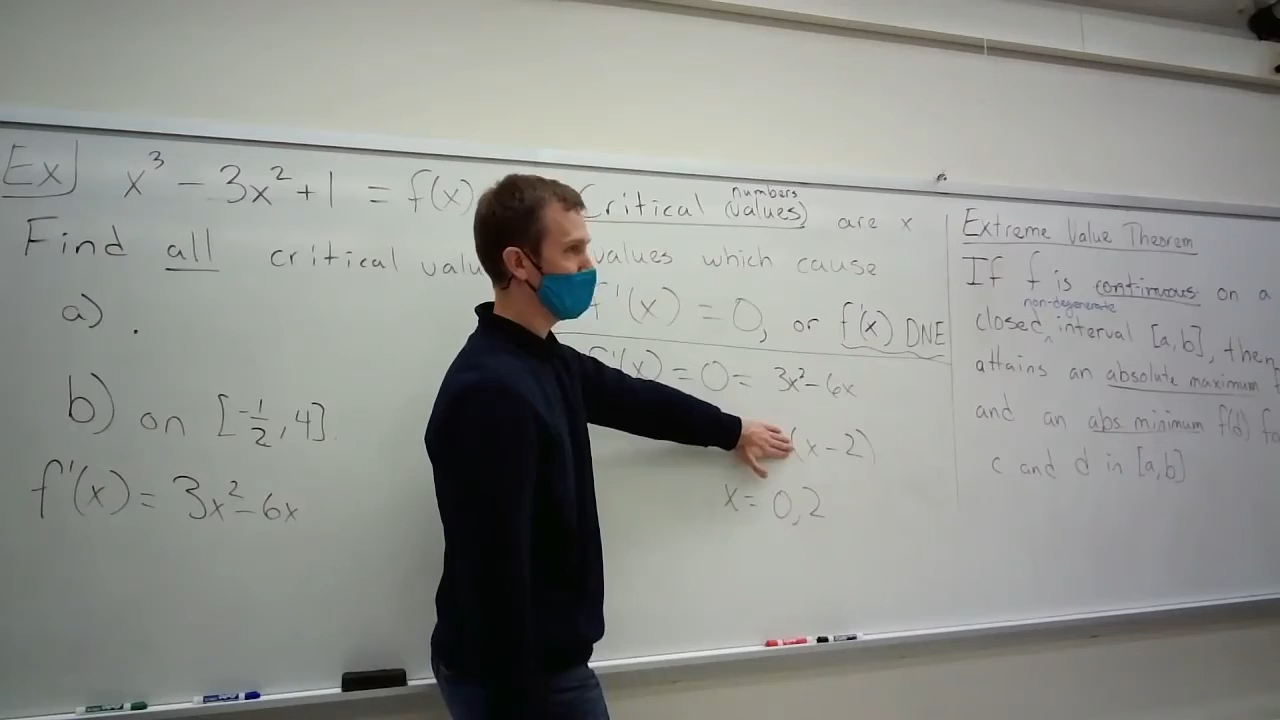 Ex] x³ - 3x² + 1 = f(x)
Find all critical valu
a) .
b) on [-1/2, 4]
f'(x) = 3x² - 6x
numbers
Critical (values) are x
values which cause
f'(x) = 0, or f'(x) DNE
f'(x) = 0 = 3x² - 6x
(x - 2)
x = 0, 2
Extreme Value Theorem
If f is continuous on a
non-degenerate
closed ^ interval [a,b], then
attains an absolute maximum
and an abs minimum f(d) fo
c and d in [a,b]